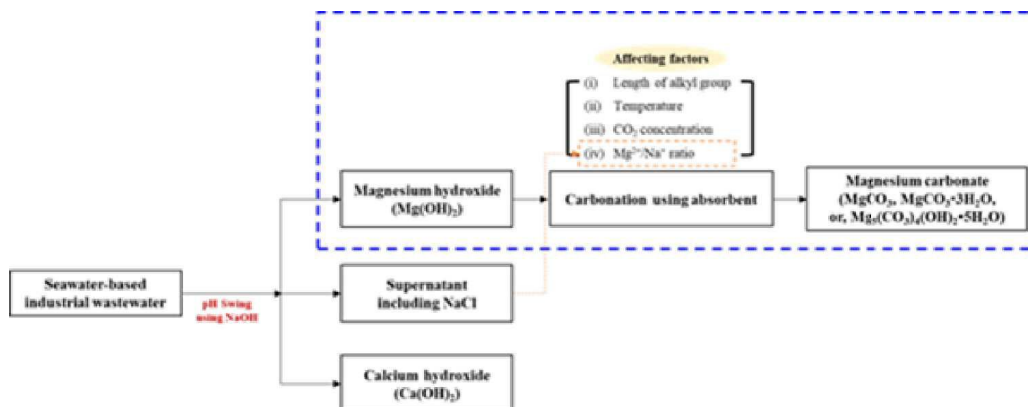 Affecting factors
(i) Length of alkyl group
(ii) Temperature
(iii) CO₂ concentration
(iv) Mg²⁺/Na⁺ ratio
Magnesium hydroxide
(Mg(OH)₂)
Carbonation using absorbent
Magnesium carbonate
(MgCO₃, MgCO₃•3H₂O,
or, Mg₅(CO₃)₄(OH)₂•5H₂O)
Seawater-based
industrial wastewater
pH Swing
using NaOH
Supernatant
including NaCl
Calcium hydroxide
(Ca(OH)₂)